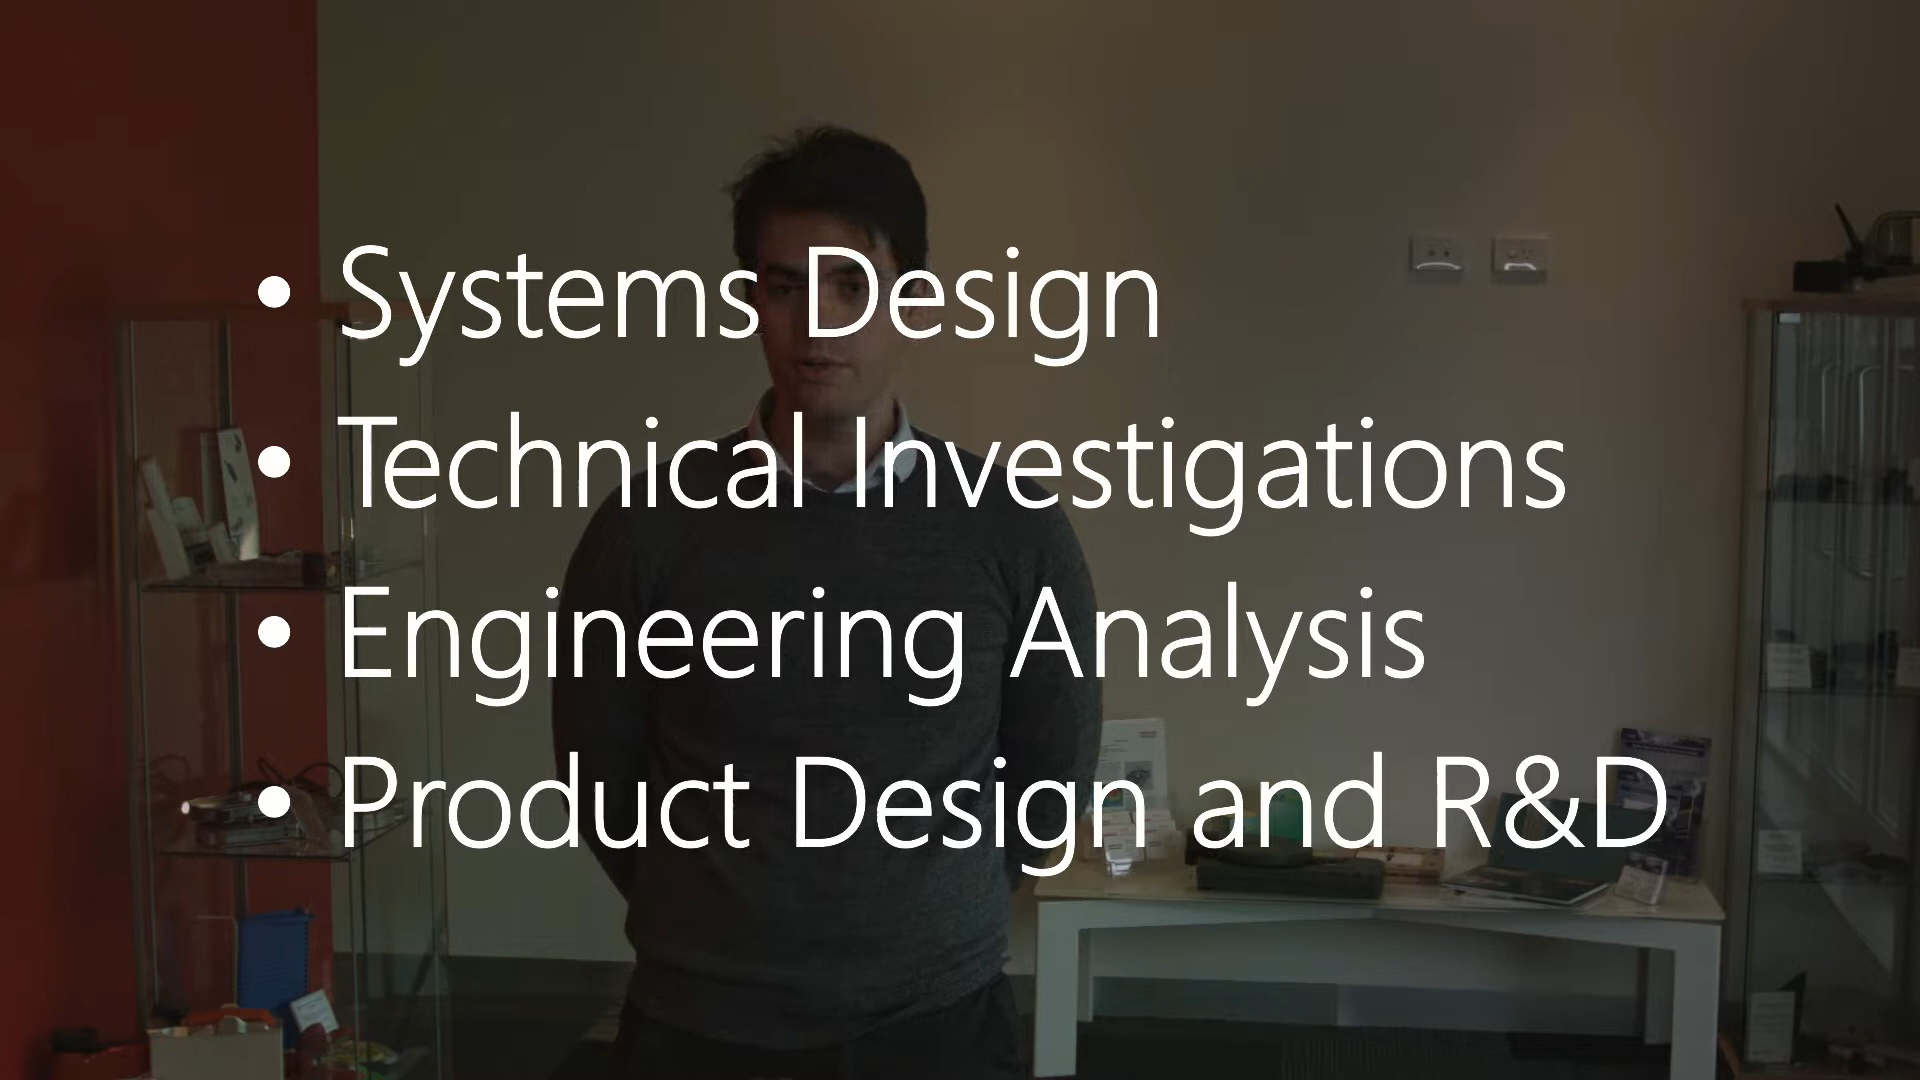 • Systems Design
• Technical Investigations
• Engineering Analysis
• Product Design and R&D